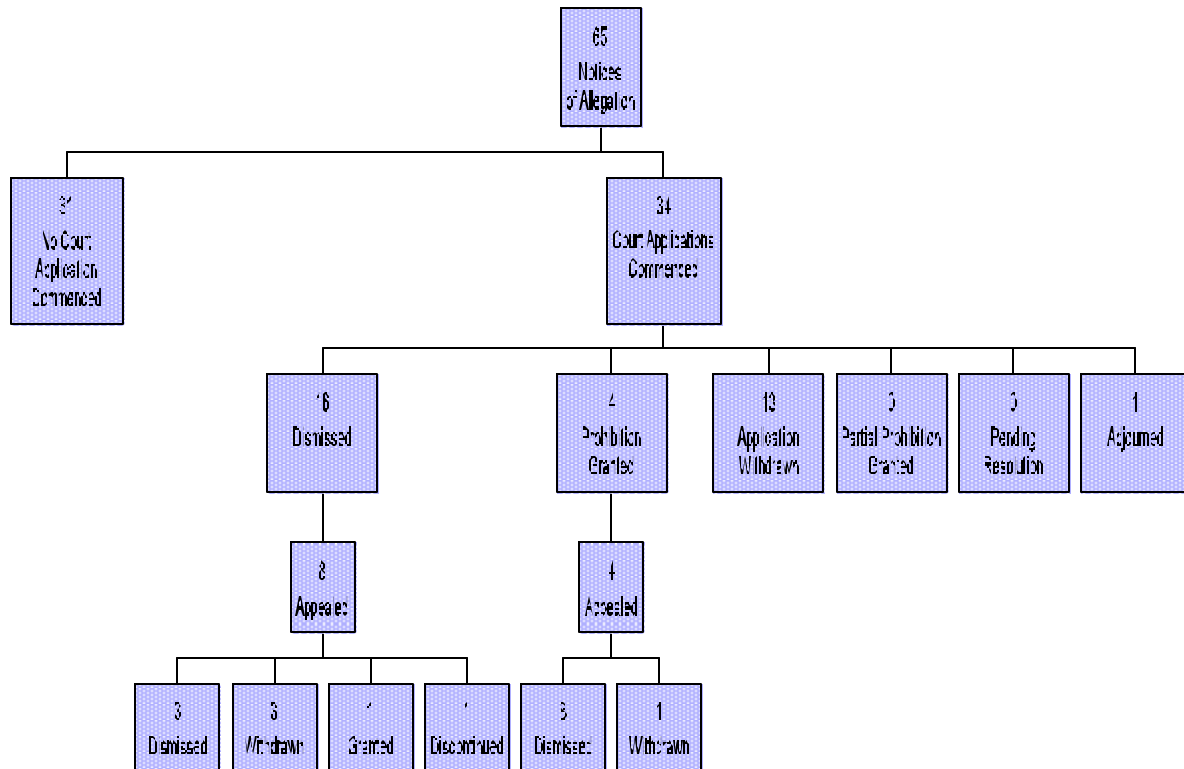 65
Notices
of Allegation
31
No Court
Application
Commenced
34
Court Applications
Commenced
16
Dismissed
4
Prohibition
Granted
13
Application
Withdrawn
0
Partial Prohibition
Granted
0
Pending
Resolution
1
Adjourned
8
Appealed
4
Appealed
3
Dismissed
3
Withdrawn
1
Granted
1
Discontinued
3
Dismissed
1
Withdrawn